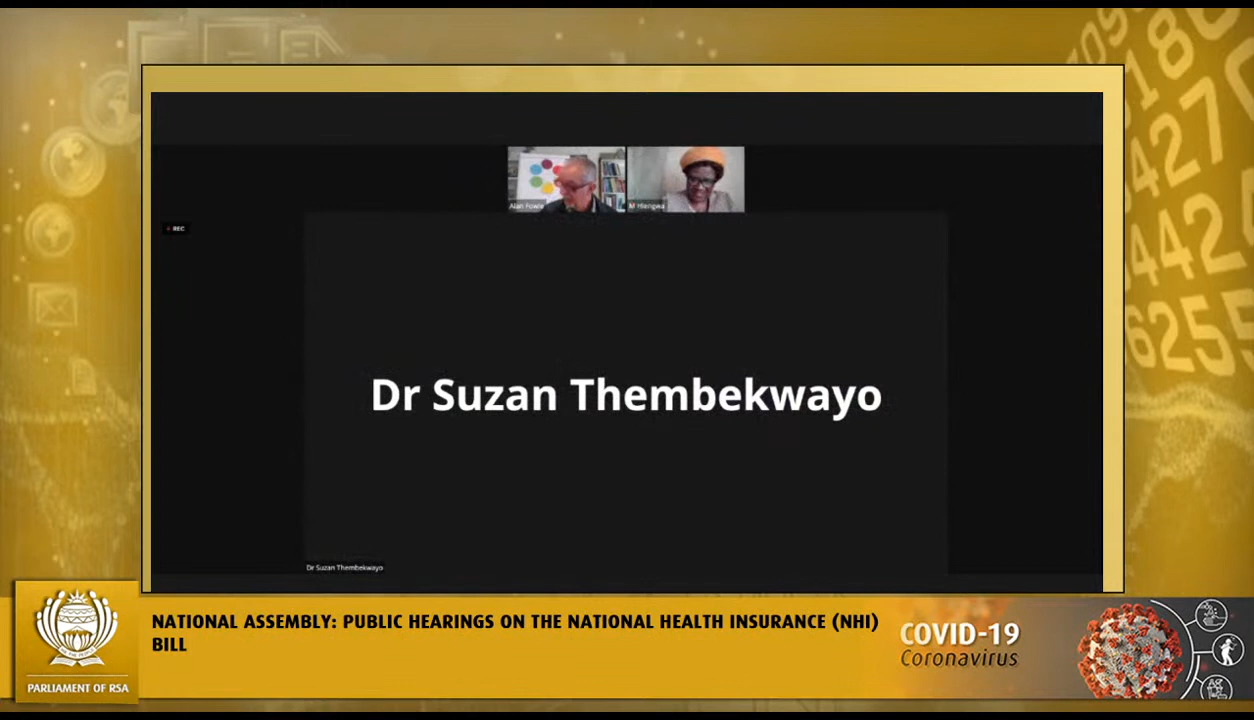 Alan Fowle
M Hlengwa
REC
Dr Suzan Thembekwayo
Dr Suzan Thembekwayo
NATIONAL ASSEMBLY: PUBLIC HEARINGS ON THE NATIONAL HEALTH INSURANCE (NHI)
BILL
COVID-19
Coronavirus
PARLIAMENT OF RSA